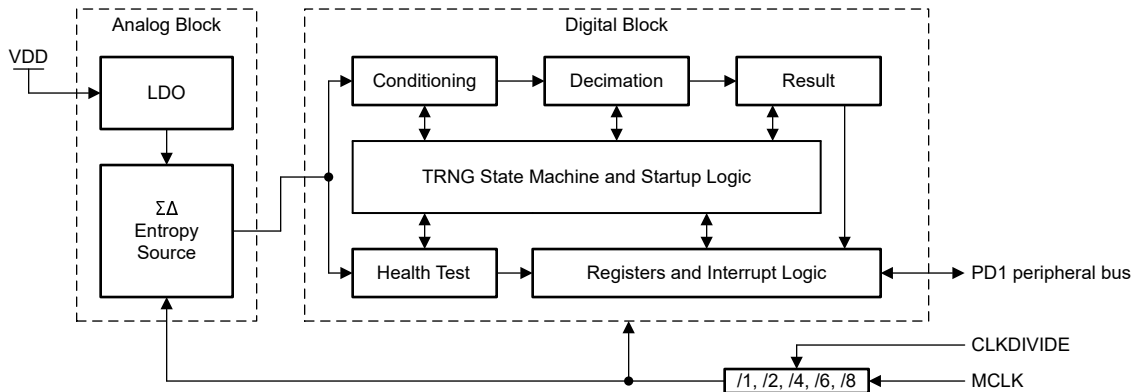 Analog Block
Digital Block
VDD
LDO
Conditioning
Decimation
Result
TRNG State Machine and Startup Logic
ΣΔ
Entropy
Source
Health Test
Registers and Interrupt Logic
PD1 peripheral bus
CLKDIVIDE
/1, /2, /4, /6, /8
MCLK